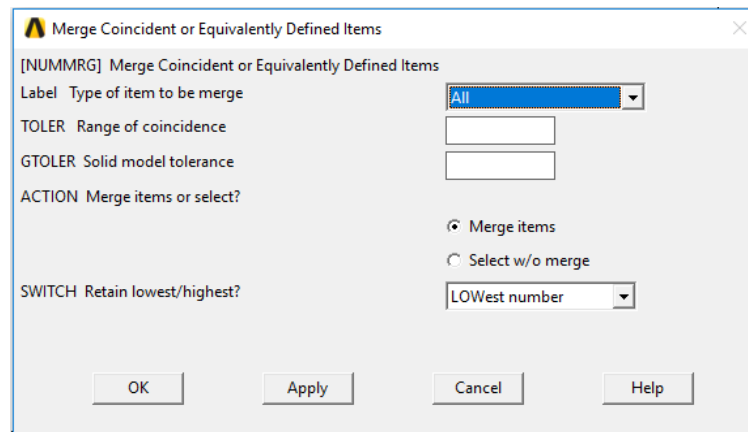 Merge Coincident or Equivalently Defined Items
[NUMMRG] Merge Coincident or Equivalently Defined Items
Label Type of item to be merge
All
TOLER Range of coincidence
GTOLER Solid model tolerance
ACTION Merge items or select?
Merge items
Select w/o merge
SWITCH Retain lowest/highest?
LOWest number
OK Apply Cancel Help